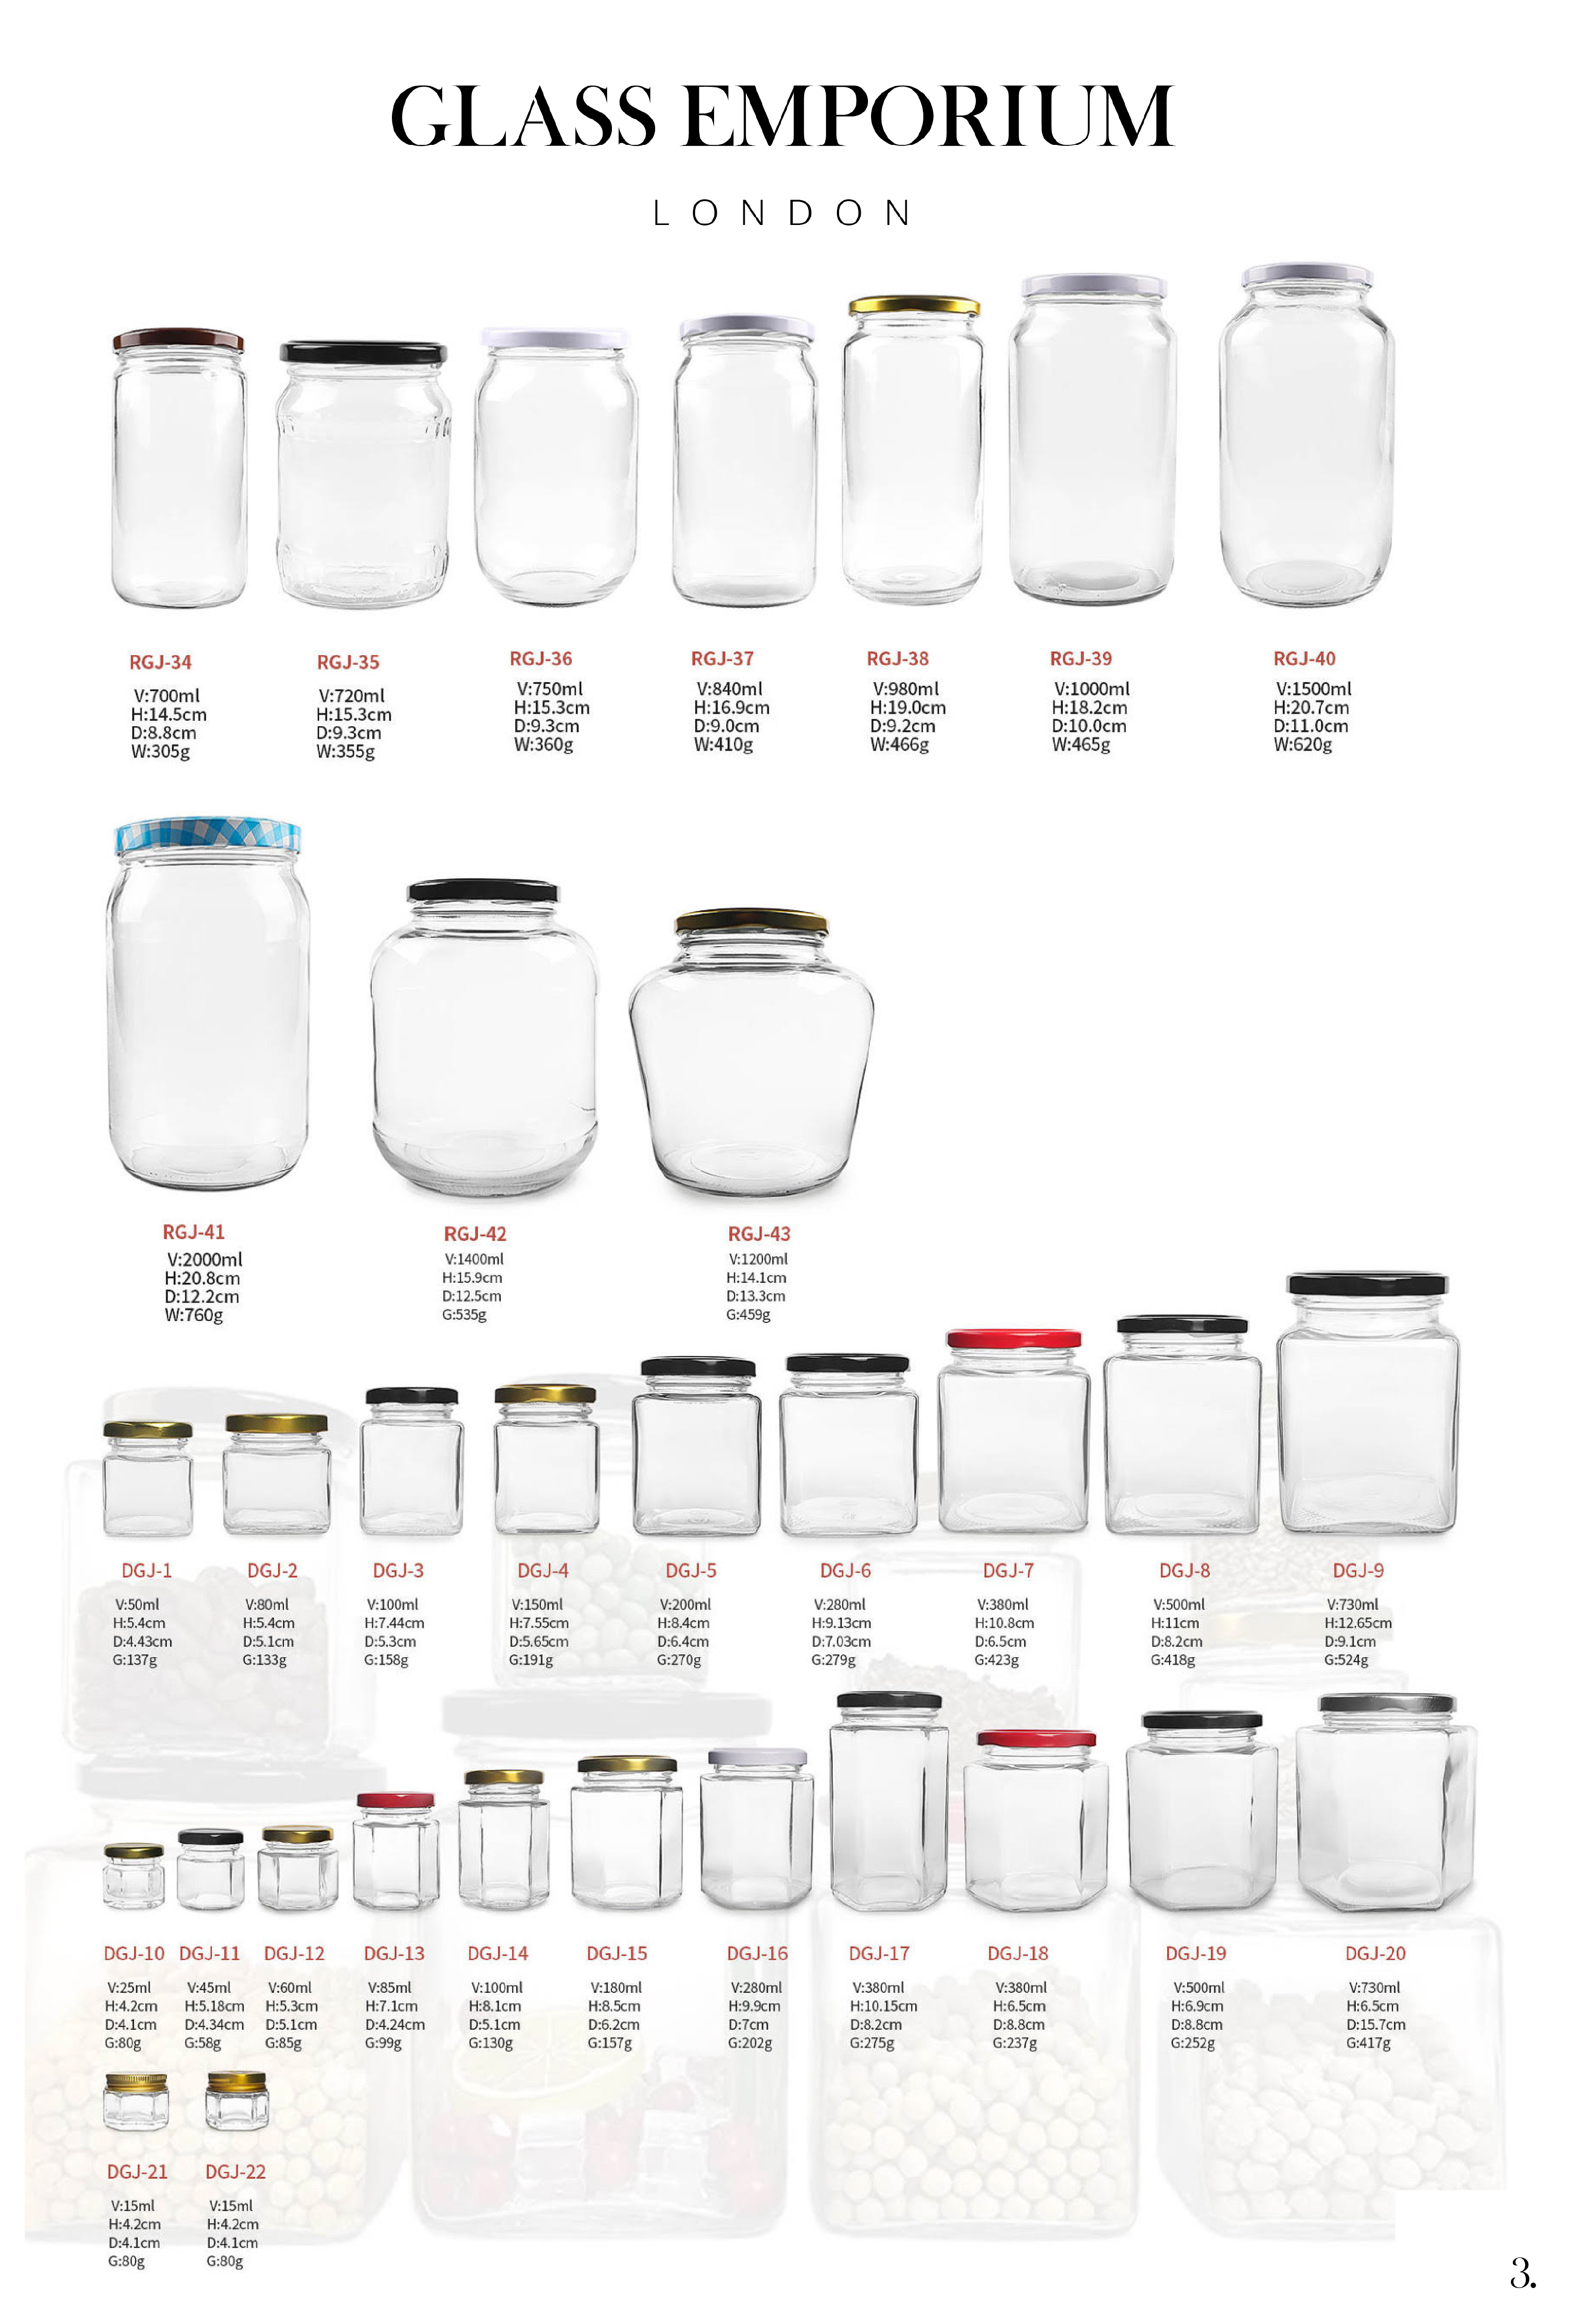 GLASS EMPORIUM
LONDON
RGJ-34
V:700ml
H:14.5cm
D:8.8cm
W:305g
RGJ-35
V:720ml
H:15.3cm
D:9.3cm
W:355g
RGJ-36
V:750ml
H:15.3cm
D:9.3cm
W:360g
RGJ-37
V:840ml
H:16.9cm
D:9.0cm
W:410g
RGJ-38
V:980ml
H:19.0cm
D:9.2cm
W:466g
RGJ-39
V:1000ml
H:18.2cm
D:10.0cm
W:465g
RGJ-40
V:1500ml
H:20.7cm
D:11.0cm
W:620g
RGJ-41
V:2000ml
H:20.8cm
D:12.2cm
W:760g
RGJ-42
V:1400ml
H:15.9cm
D:12.5cm
G:535g
RGJ-43
V:1200ml
H:14.1cm
D:13.3cm
G:459g
DGJ-1
V:50ml
H:5.4cm
D:4.43cm
G:137g
DGJ-2
V:80ml
H:5.4cm
D:5.1cm
G:133g
DGJ-3
V:100ml
H:7.44cm
D:5.3cm
G:158g
DGJ-4
V:150ml
H:7.55cm
D:5.65cm
G:191g
DGJ-5
V:200ml
H:8.4cm
D:6.4cm
G:270g
DGJ-6
V:280ml
H:9.13cm
D:7.03cm
G:279g
DGJ-7
V:380ml
H:10.8cm
D:6.5cm
G:423g
DGJ-8
V:500ml
H:11cm
D:8.2cm
G:418g
DGJ-9
V:730ml
H:12.65cm
D:9.1cm
G:524g
DGJ-10
V:25ml
H:4.2cm
D:4.1cm
G:80g
DGJ-11
V:45ml
H:5.18cm
D:4.34cm
G:58g
DGJ-12
V:60ml
H:5.3cm
D:5.1cm
G:85g
DGJ-13
V:85ml
H:7.1cm
D:4.24cm
G:99g
DGJ-14
V:100ml
H:8.1cm
D:5.1cm
G:130g
DGJ-15
V:180ml
H:8.5cm
D:6.2cm
G:157g
DGJ-16
V:280ml
H:9.9cm
D:7cm
G:202g
DGJ-17
V:380ml
H:10.15cm
D:8.2cm
G:275g
DGJ-18
V:380ml
H:6.5cm
D:8.8cm
G:237g
DGJ-19
V:500ml
H:6.9cm
D:8.8cm
G:252g
DGJ-20
V:730ml
H:6.5cm
D:15.7cm
G:417g
DGJ-21
V:15ml
H:4.2cm
D:4.1cm
G:80g
DGJ-22
V:15ml
H:4.2cm
D:4.1cm
G:80g
3.